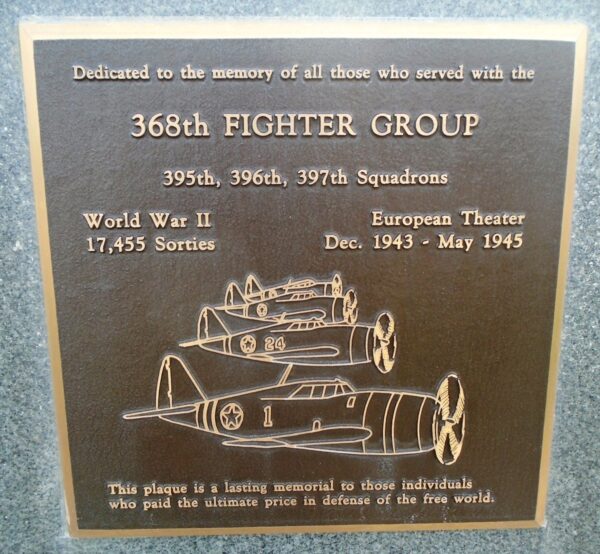 Dedicated to the memory of all those who served with the
368th FIGHTER GROUP
395th, 396th, 397th Squadrons
World War II European Theater
17,455 Sorties Dec. 1943 - May 1945
24
1
This plaque is a lasting memorial to those individuals
who paid the ultimate price in defense of the free world.